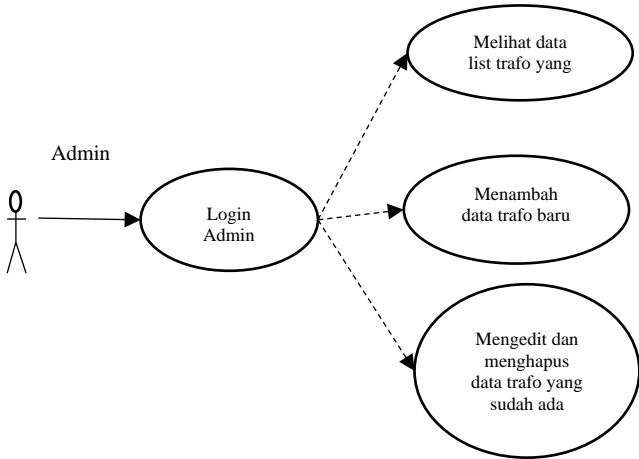 Admin
Login
Admin
Melihat data
list trafo yang
Menambah
data trafo baru
Mengedit dan
menghapus
data trafo yang
sudah ada